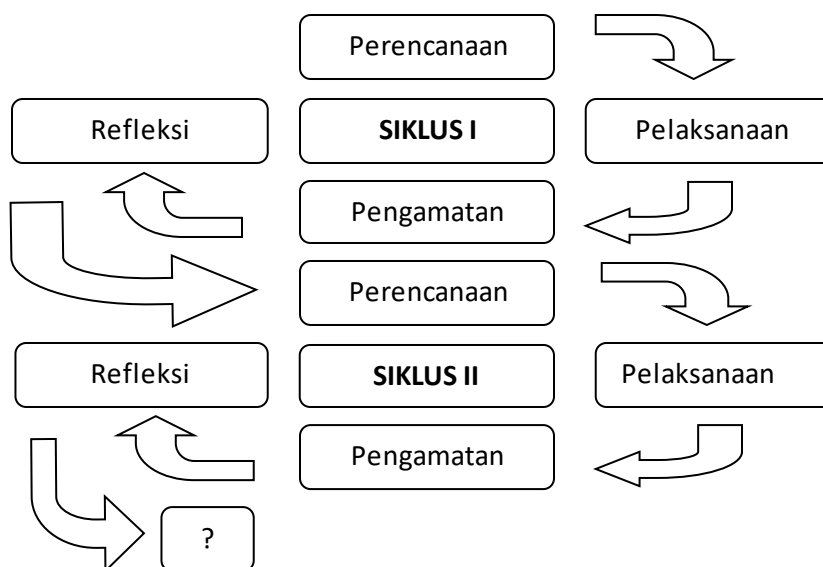 Perencanaan
Refleksi
SIKLUS I
Pelaksanaan
Pengamatan
Perencanaan
Refleksi
SIKLUS II
Pelaksanaan
Pengamatan
?